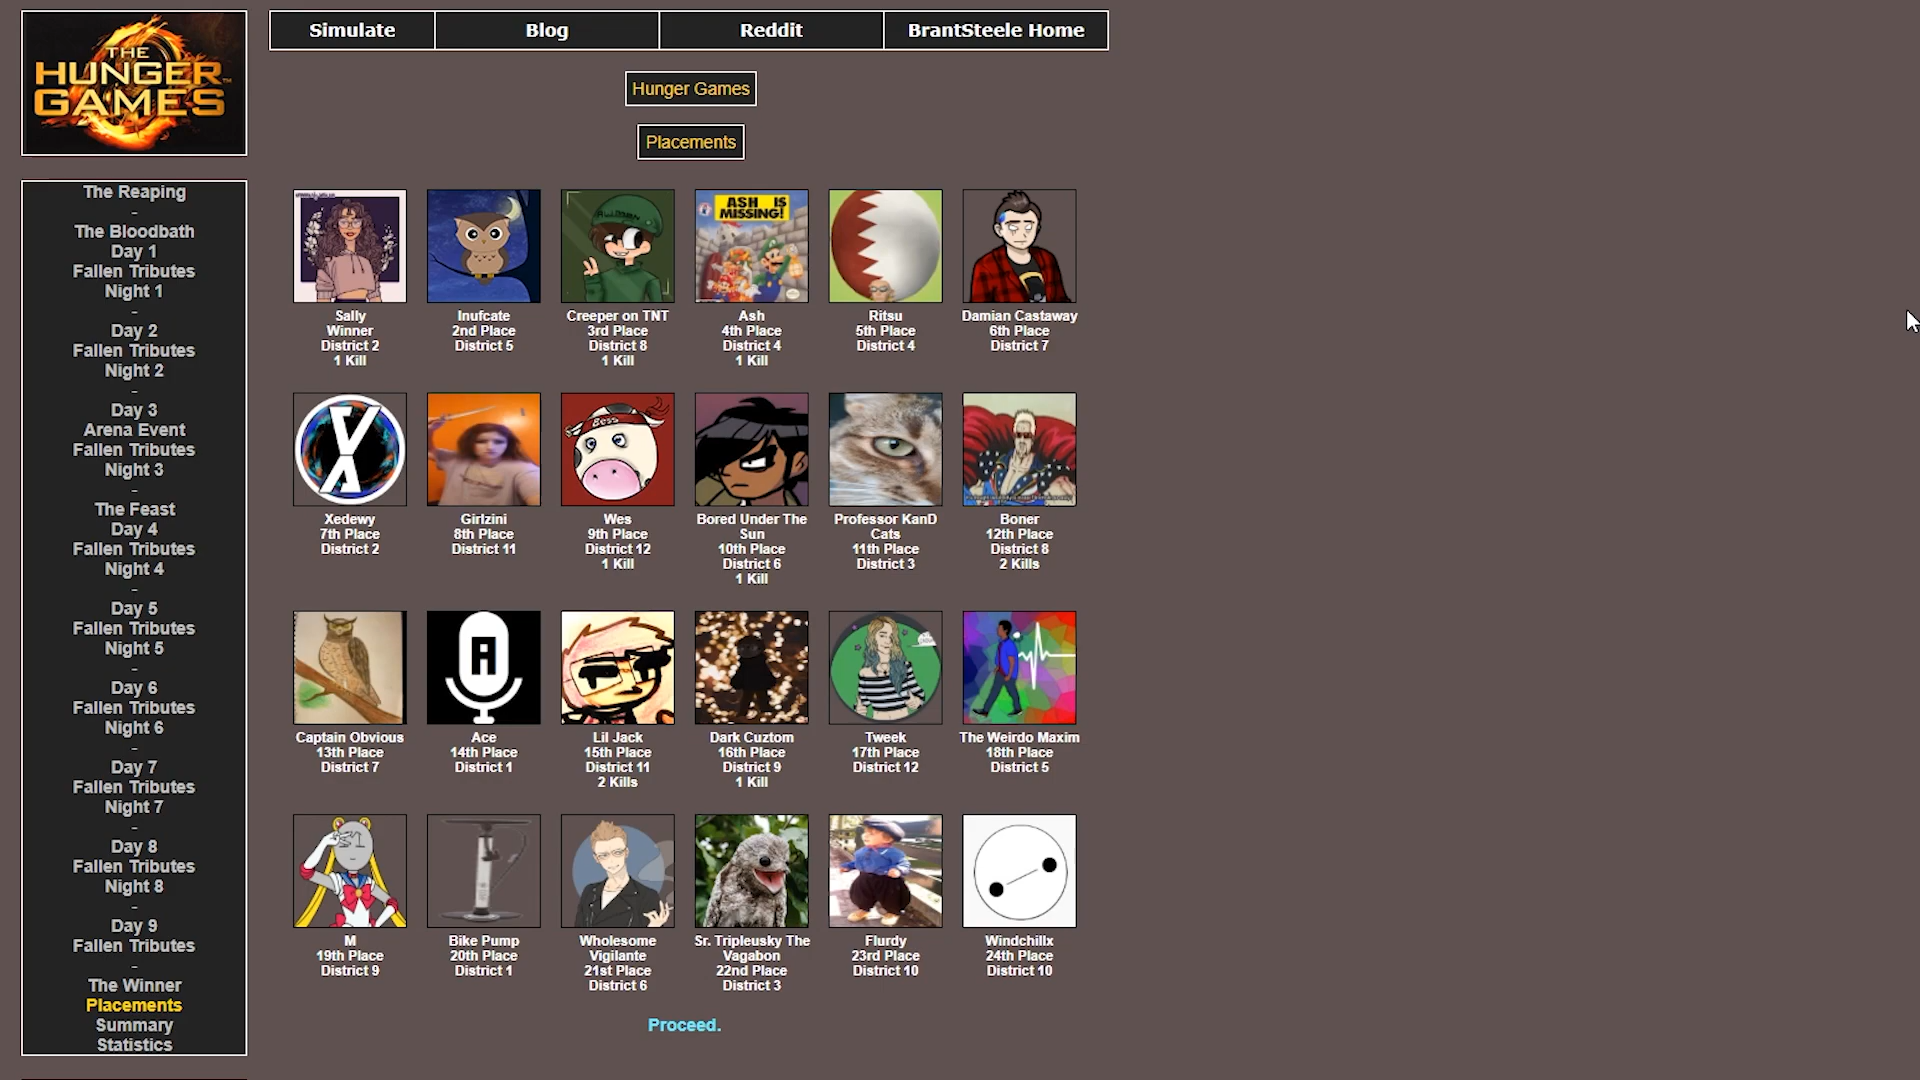 THE
HUNGER
GAMES
Simulate
Blog
Reddit
BrantSteele Home
Hunger Games
Placements
The Reaping
-
The Bloodbath
Day 1
Fallen Tributes
Night 1
-
Day 2
Fallen Tributes
Night 2
-
Day 3
Arena Event
Fallen Tributes
Night 3
-
The Feast
Day 4
Fallen Tributes
Night 4
-
Day 5
Fallen Tributes
Night 5
-
Day 6
Fallen Tributes
Night 6
-
Day 7
Fallen Tributes
Night 7
-
Day 8
Fallen Tributes
Night 8
-
Day 9
Fallen Tributes
-
The Winner
Placements
Summary
Statistics
Sally
Winner
District 2
1 Kill
Inufcate
2nd Place
District 5
Creeper on TNT
3rd Place
District 8
1 Kill
ASH IS
MISSING!
Ash
4th Place
District 4
1 Kill
Ritsu
5th Place
District 4
Damian Castaway
6th Place
District 7
Xedewy
7th Place
District 2
Girlzini
8th Place
District 11
Boss
Wes
9th Place
District 12
1 Kill
Bored Under The
Sun
10th Place
District 6
1 Kill
Professor KanD
Cats
11th Place
District 3
Boner
12th Place
District 8
2 Kills
Captain Obvious
13th Place
District 7
A
Ace
14th Place
District 1
Lil Jack
15th Place
District 11
2 Kills
Dark Cuztom
16th Place
District 9
1 Kill
Tweek
17th Place
District 12
The Weirdo Maxim
18th Place
District 5
M
19th Place
District 9
Bike Pump
20th Place
District 1
Wholesome
Vigilante
21st Place
District 6
Sr. Tripleusky The
Vagabon
22nd Place
District 3
Flurdy
23rd Place
District 10
Windchillx
24th Place
District 10
Proceed.